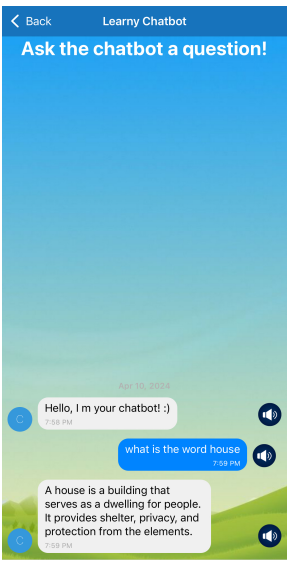 Back
Learny Chatbot
Ask the chatbot a question!
Apr 10, 2024
C
Hello, I m your chatbot! :)
7:58 PM
what is the word house
7:59 PM
C
A house is a building that
serves as a dwelling for people.
It provides shelter, privacy, and
protection from the elements.
7:59 PM